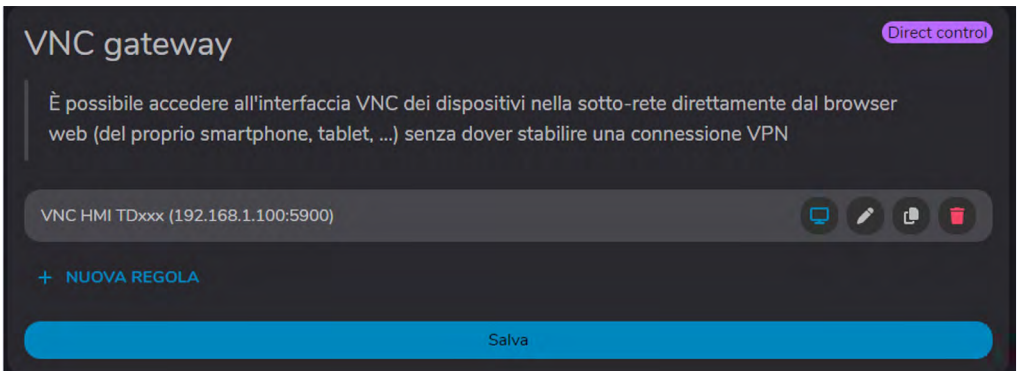 VNC gateway
Direct control
È possibile accedere all'interfaccia VNC dei dispositivi nella sotto-rete direttamente dal browser
web (del proprio smartphone, tablet, ...) senza dover stabilire una connessione VPN
VNC HMI TDxxx (192.168.1.100:5900)
+ NUOVA REGOLA
Salva